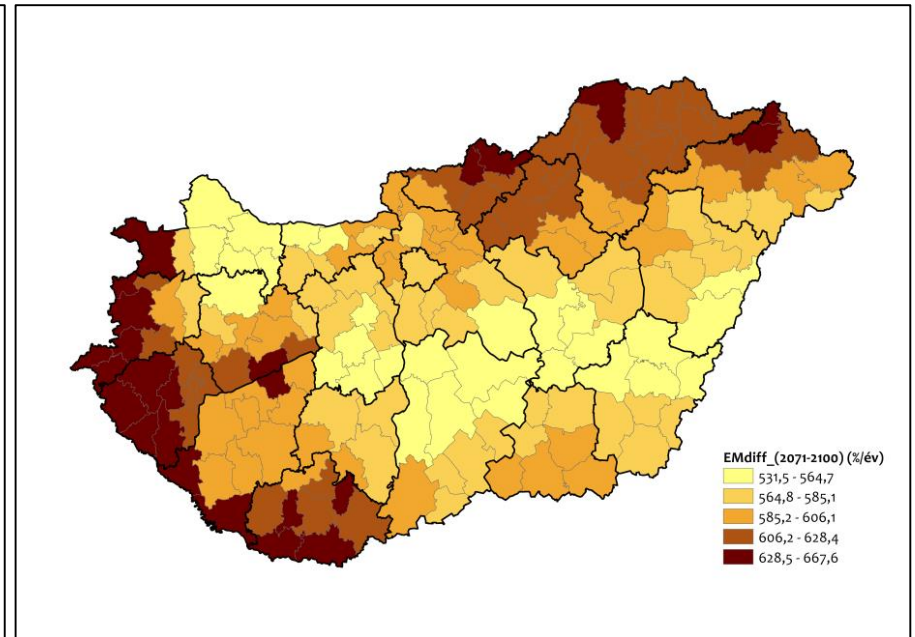 EMdiff_(2071-2100) (%/év)
531,5 - 564,7
564,8 - 585,1
585,2 - 606,1
606,2 - 628,4
628,5 - 667,6